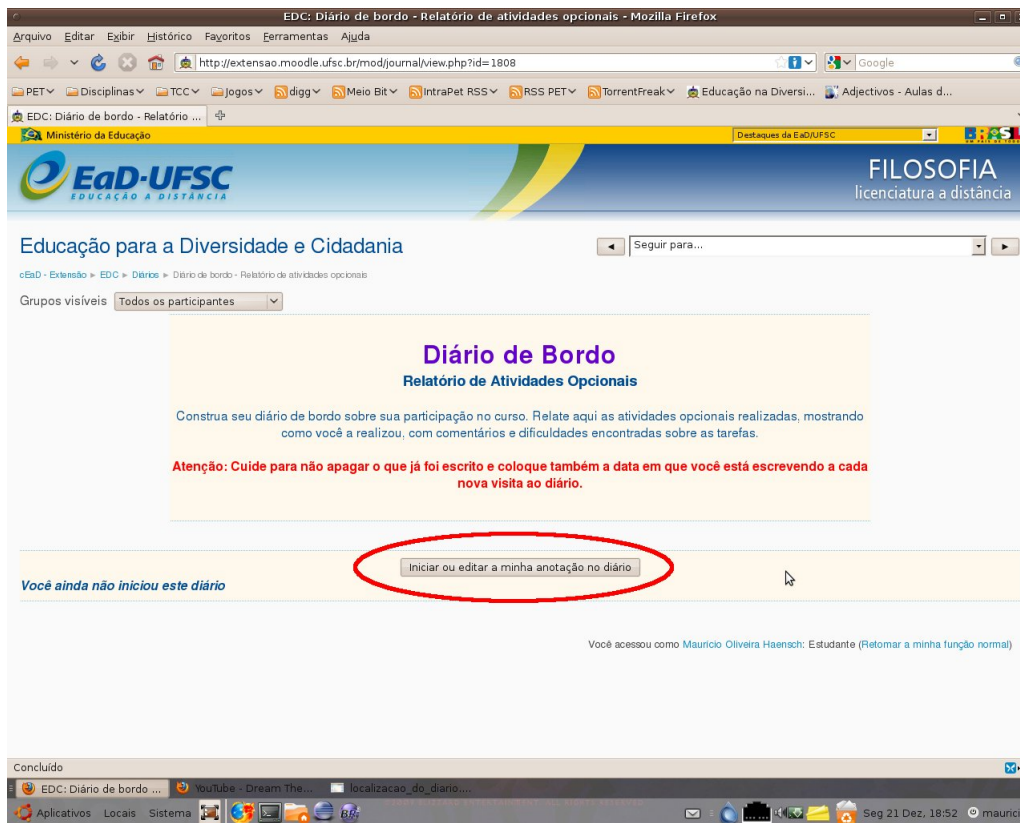 EDC: Diário de bordo - Relatório de atividades opcionais - Mozilla Firefox
Arquivo Editar Exibir Histórico Favoritos Ferramentas Ajuda
http://extensao.moodle.ufsc.br/mod/journal/view.php?id=1808
Google
PET Disciplinas TCC Jogos digg Meio Bit IntraPet RSS RSS PET TorrentFreak Educação na Diversi... Adjectivos - Aulas d...
EDC: Diário de bordo - Relatório ...
Ministério da Educação
Destaques da EaD/UFSC
EaD-UFSC
EDUCAÇÃO A DISTÂNCIA
FILOSOFIA
licenciatura a distância
Educação para a Diversidade e Cidadania
Seguir para...
cEaD - Extensão ► EDC ► Diários ► Diário de bordo - Relatório de atividades opcionais
Grupos visíveis Todos os participantes
Diário de Bordo
Relatório de Atividades Opcionais
Construa seu diário de bordo sobre sua participação no curso. Relate aqui as atividades opcionais realizadas, mostrando
como você a realizou, com comentários e dificuldades encontradas sobre as tarefas.
Atenção: Cuide para não apagar o que já foi escrito e coloque também a data em que você está escrevendo a cada
nova visita ao diário.
Iniciar ou editar a minha anotação no diário
Você ainda não iniciou este diário
Você acessou como Mauricio Oliveira Haensch: Estudante (Retornar a minha função normal)
Concluído
EDC: Diário de bordo ... YouTube - Dream The... localizacao_do_diario....
Aplicativos Locais Sistema
Seg 21 Dez, 18:52 maurici